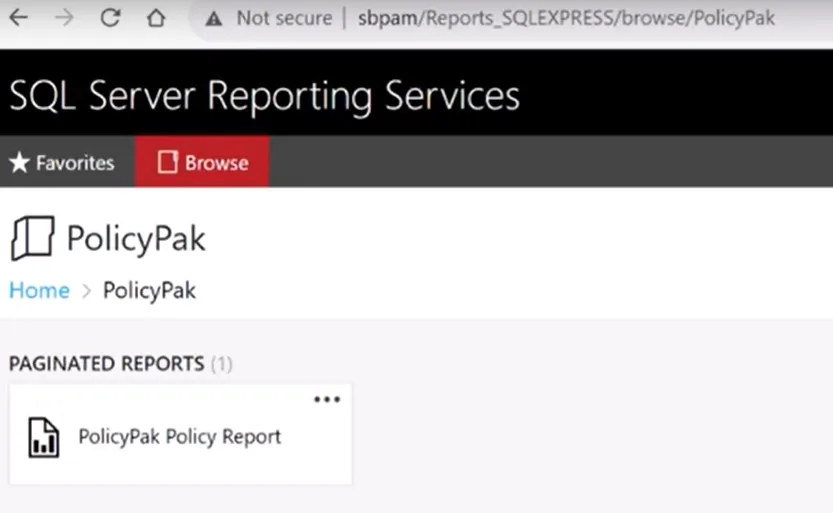 Not secure | sbpam/Reports_SQLEXPRESS/browse/PolicyPak
SQL Server Reporting Services
Favorites Browse
PolicyPak
Home > PolicyPak
PAGINATED REPORTS (1)
PolicyPak Policy Report